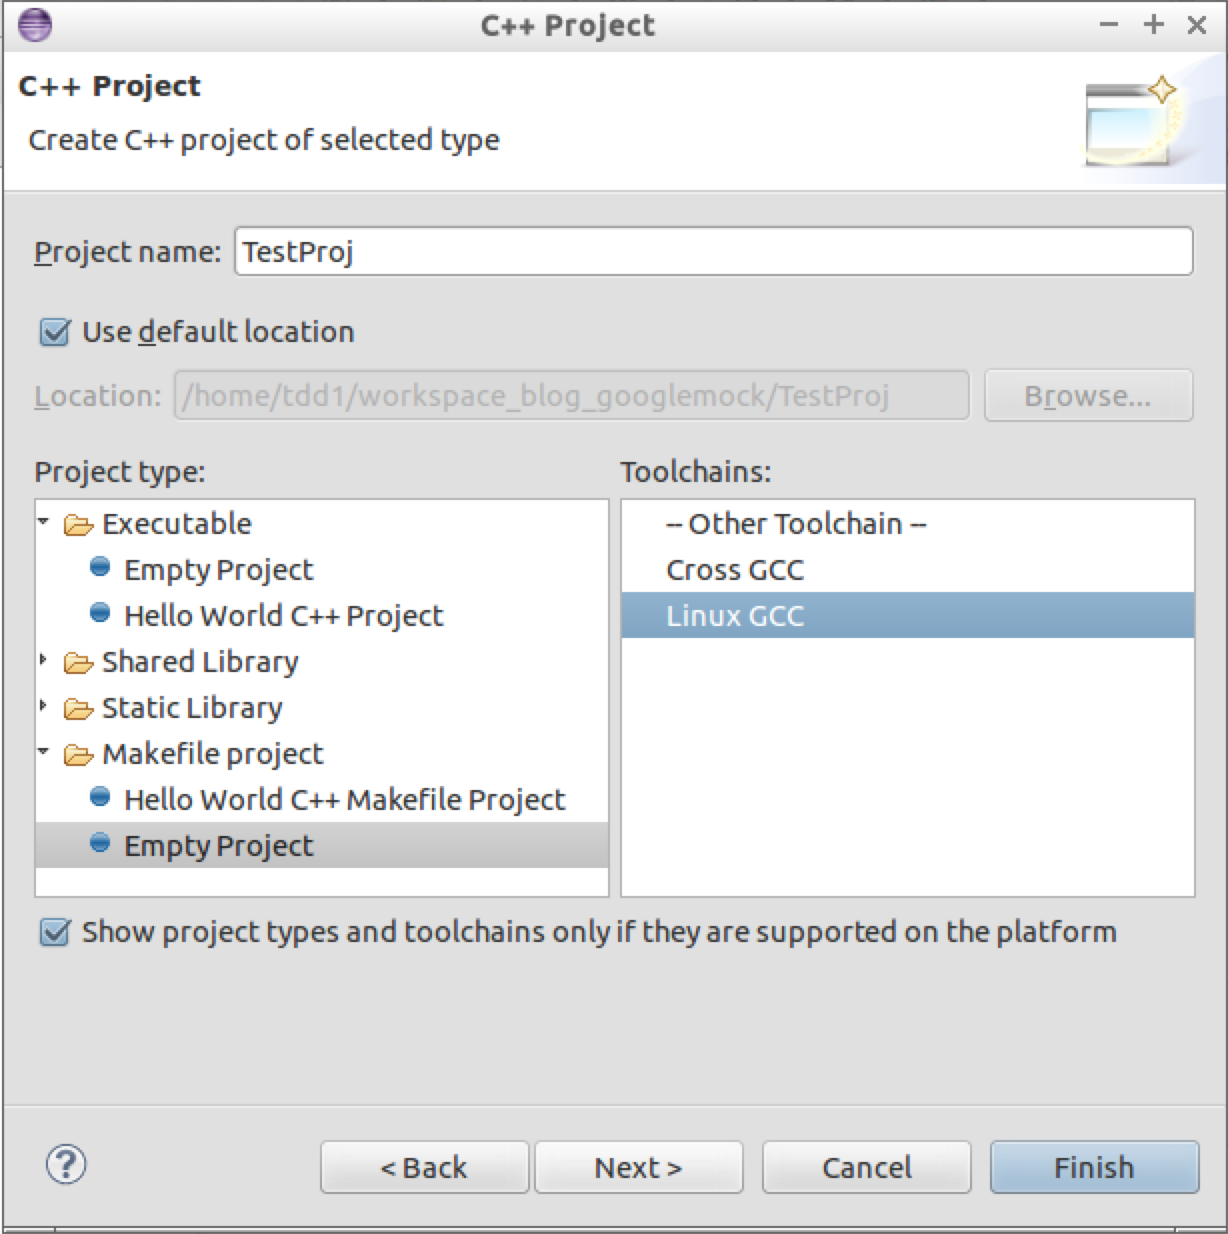 C++ Project
C++ Project
Create C++ project of selected type
Project name: TestProj
Use default location
Location: /home/tdd1/workspace_blog_googlemock/TestProj Browse...
Project type: Toolchains:
Executable -- Other Toolchain --
Empty Project Cross GCC
Hello World C++ Project Linux GCC
Shared Library
Static Library
Makefile project
Hello World C++ Makefile Project
Empty Project
Show project types and toolchains only if they are supported on the platform
? < Back Next > Cancel Finish